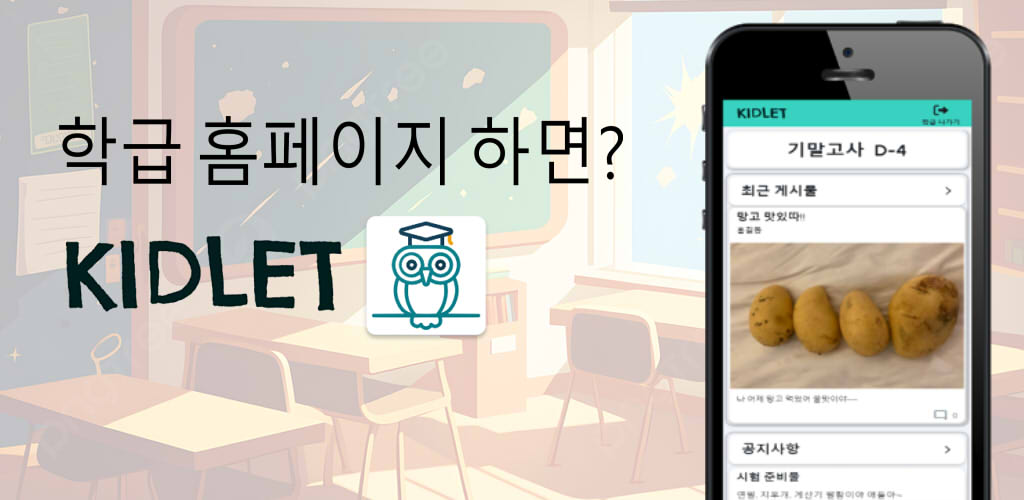 학급 홈페이지 하면?
KIDLET
KIDLET
학급 나가기
기말고사 D-4
최근 게시물 >
망고 맛있따!!
홍길동
나 어제 망고 먹었어 꿀맛이야~~
0
공지사항 >
시험 준비물
연필, 지우개, 계산기 필참이야 얘들아~